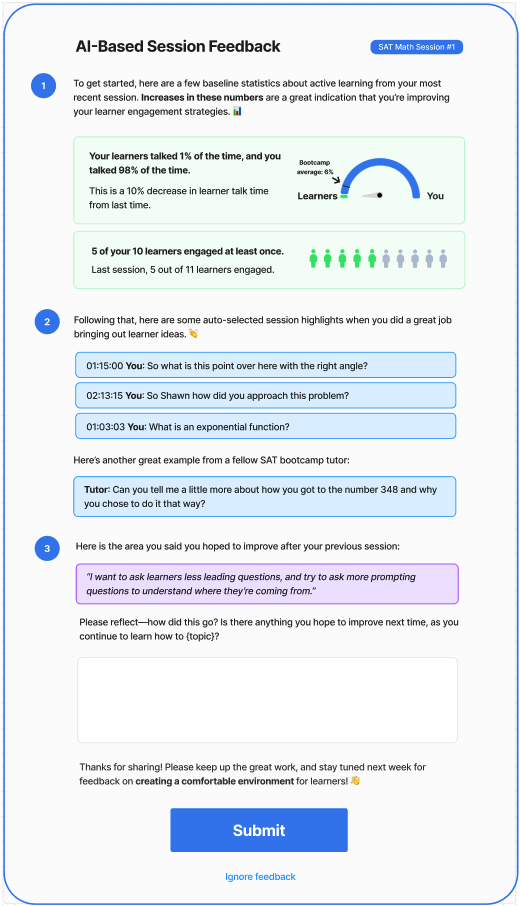 AI-Based Session Feedback
SAT Math Session #1
1
To get started, here are a few baseline statistics about active learning from your most
recent session. Increases in these numbers are a great indication that you're improving
your learner engagement strategies. 📊
Your learners talked 1% of the time, and you
talked 98% of the time.
This is a 10% decrease in learner talk time
from last time.
Bootcamp
average: 6%
Learners
You
5 of your 10 learners engaged at least once.
Last session, 5 out of 11 learners engaged.
2
Following that, here are some auto-selected session highlights when you did a great job
bringing out learner ideas. 👏
01:15:00 You: So what is this point over here with the right angle?
02:13:15 You: So Shawn how did you approach this problem?
01:03:03 You: What is an exponential function?
Here's another great example from a fellow SAT bootcamp tutor:
Tutor: Can you tell me a little more about how you got to the number 348 and why
you chose to do it that way?
3
Here is the area you said you hoped to improve after your previous session:
"I want to ask learners less leading questions, and try to ask more prompting
questions to understand where they're coming from."
Please reflect—how did this go? Is there anything you hope to improve next time, as you
continue to learn how to {topic}?
Thanks for sharing! Please keep up the great work, and stay tuned next week for
feedback on creating a comfortable environment for learners! 👏
Submit
Ignore feedback